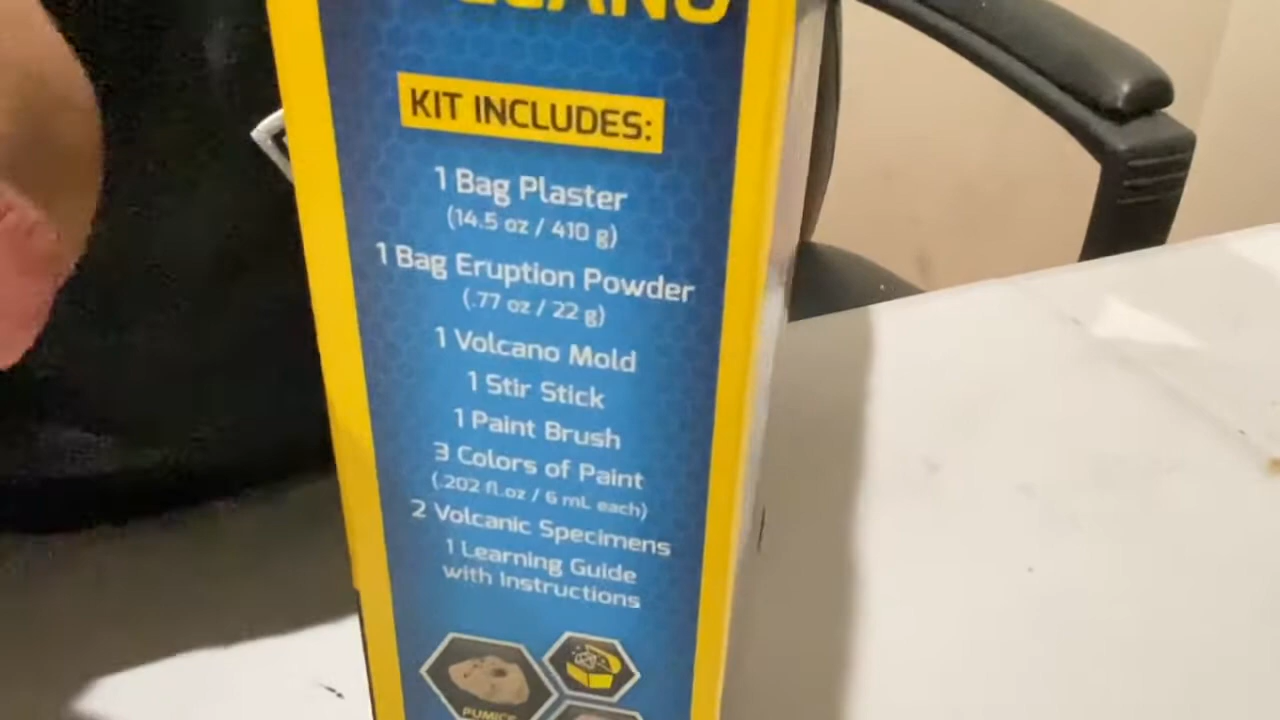 KIT INCLUDES:
1 Bag Plaster
(14.5 oz / 410 g)
1 Bag Eruption Powder
(.77 oz / 22 g)
1 Volcano Mold
1 Stir Stick
1 Paint Brush
3 Colors of Paint
(.202 fl.oz / 6 mL each)
2 Volcanic Specimens
1 Learning Guide
with Instructions
PUMICE